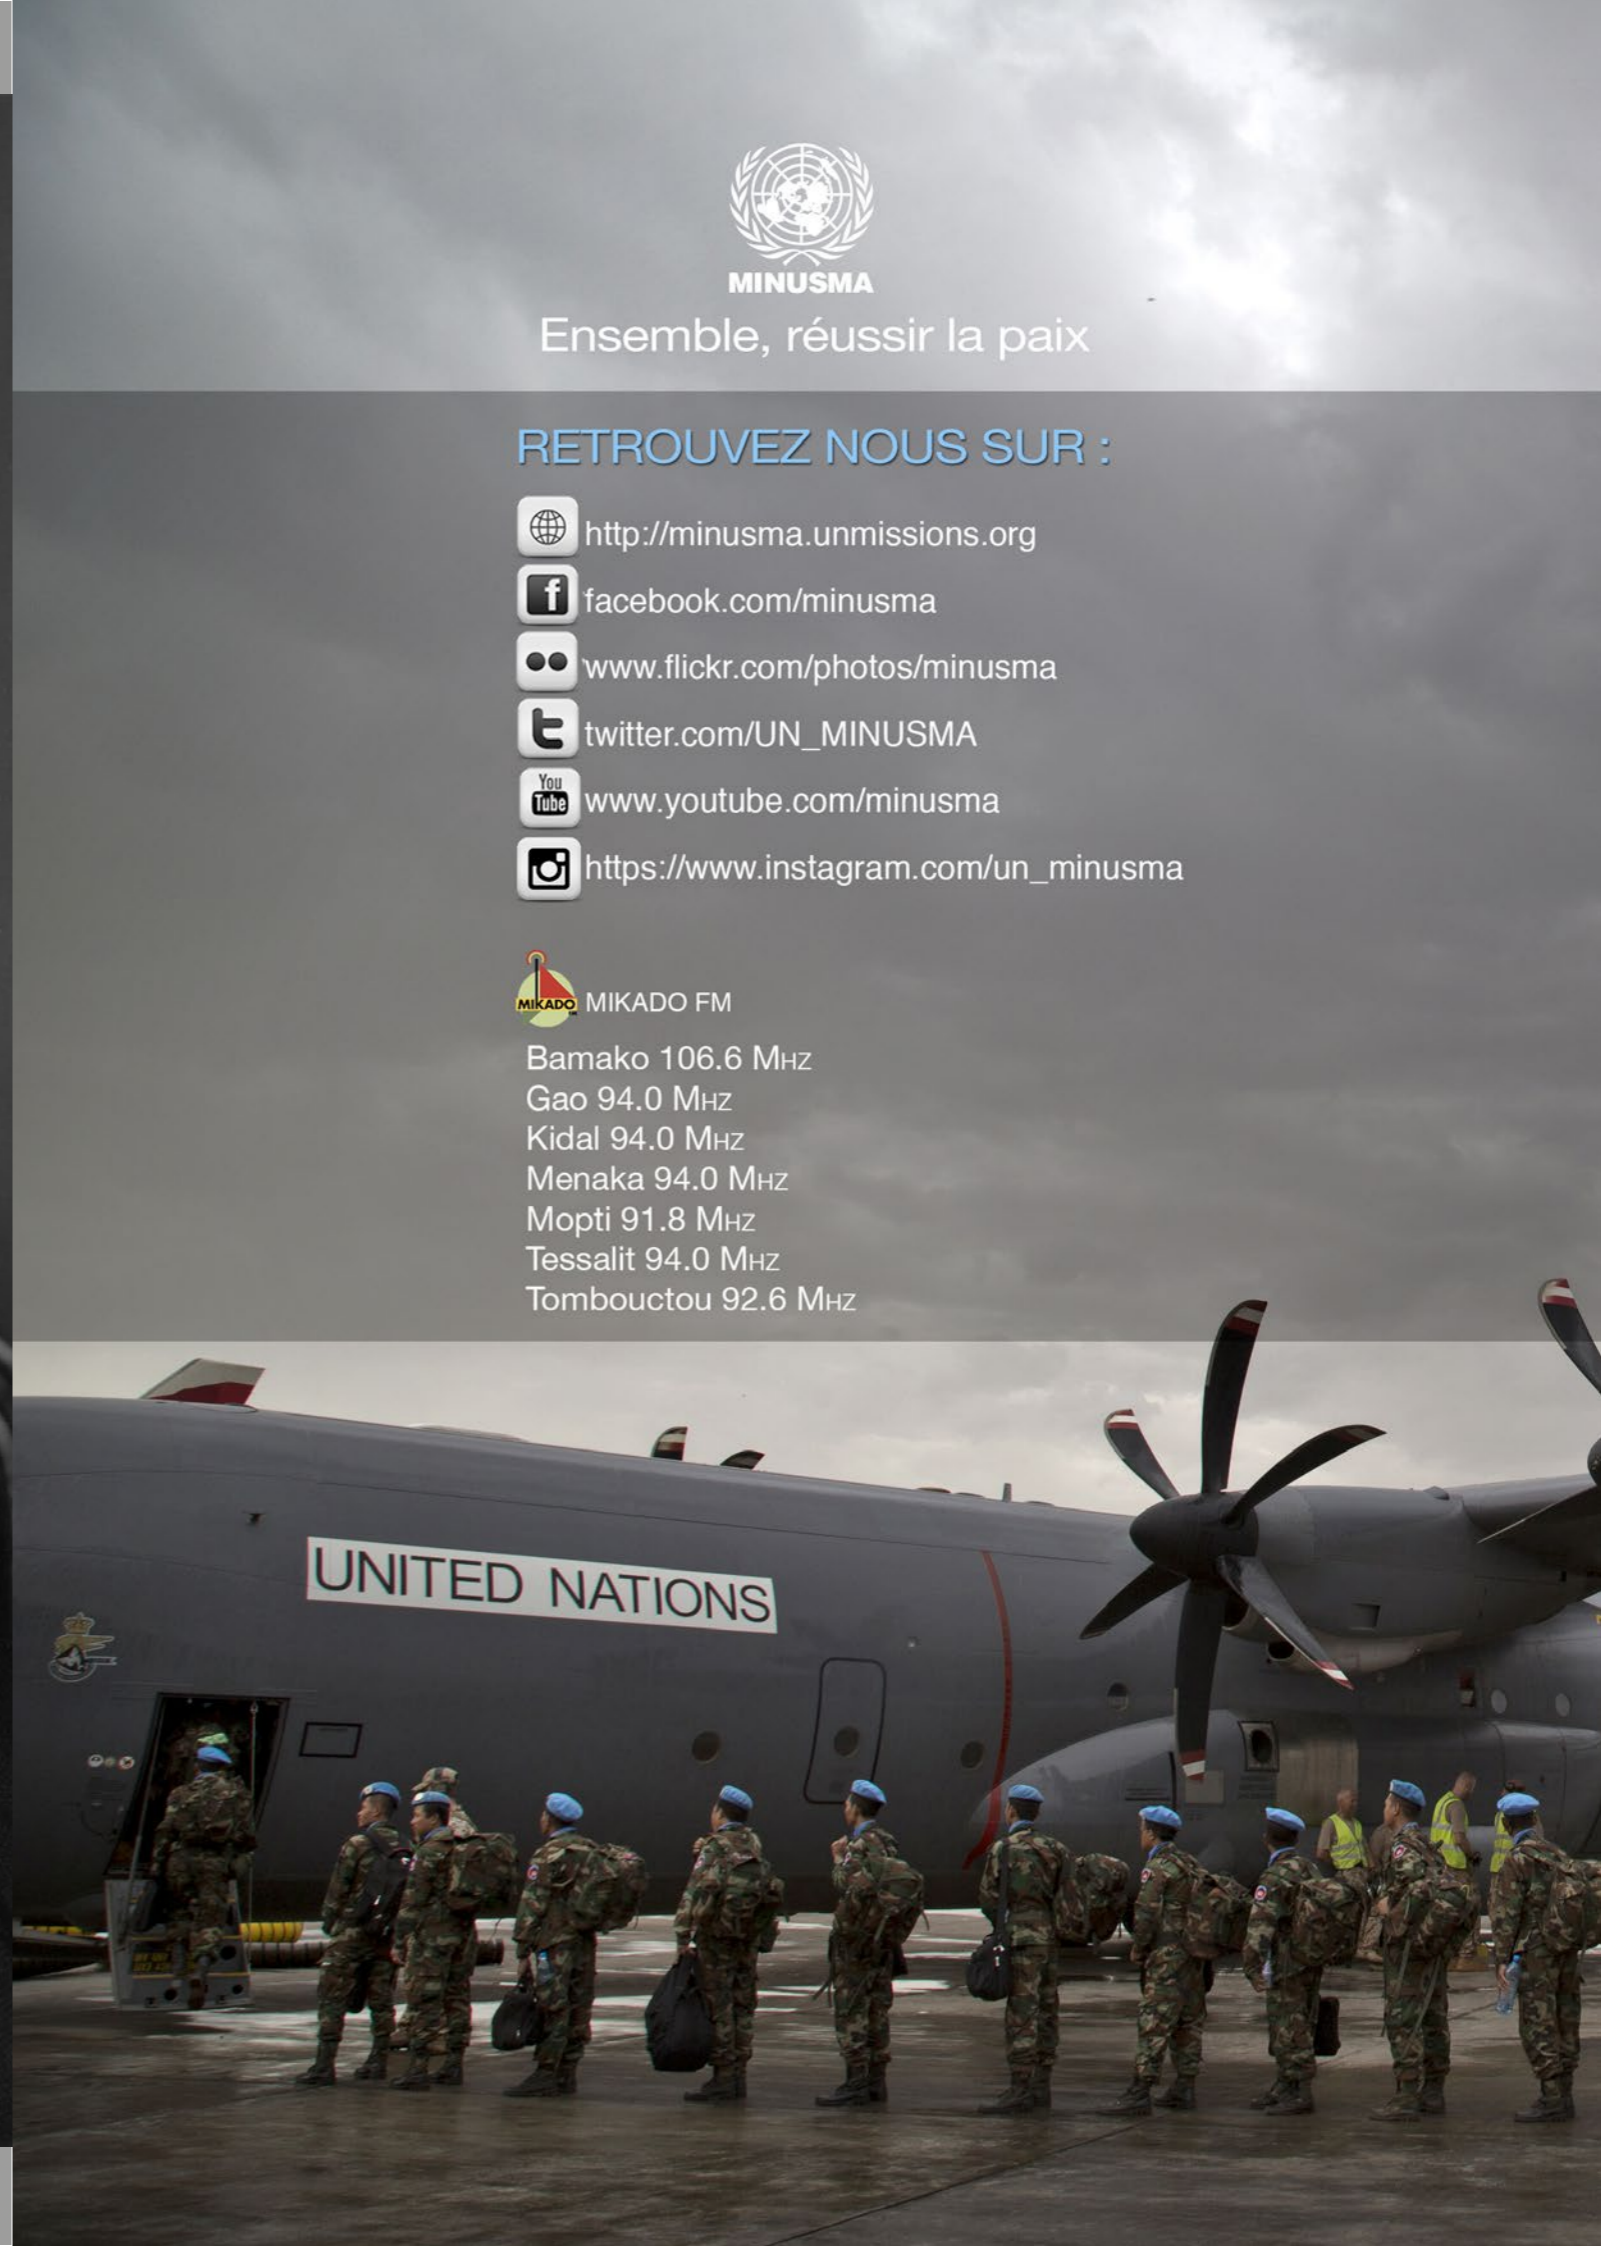 MINUSMA
Ensemble, réussir la paix
RETROUVEZ NOUS SUR :
http://minusma.unmissions.org
facebook.com/minusma
www.flickr.com/photos/minusma
twitter.com/UN_MINUSMA
You
Tube
www.youtube.com/minusma
https://www.instagram.com/un_minusma
MIKADO
MIKADO FM
Bamako 106.6 MHZ
Gao 94.0 MHZ
Kidal 94.0 MHZ
Menaka 94.0 MHZ
Mopti 91.8 MHZ
Tessalit 94.0 MHZ
Tombouctou 92.6 MHZ
UNITED NATIONS